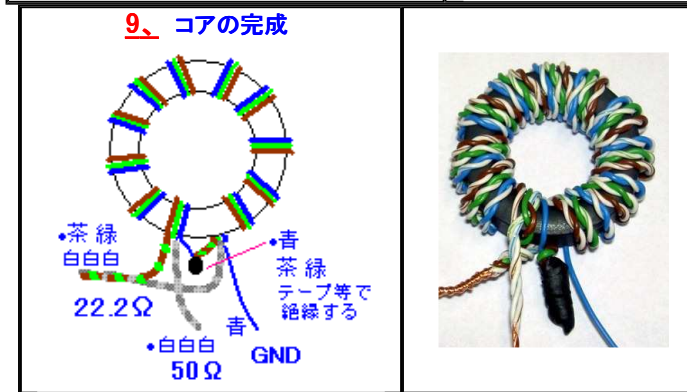 9、 コアの完成
•茶 緑
白白白
22.2Ω
•青
茶 緑
テープ等で
絶縁する
青
GND
•白白白
50Ω